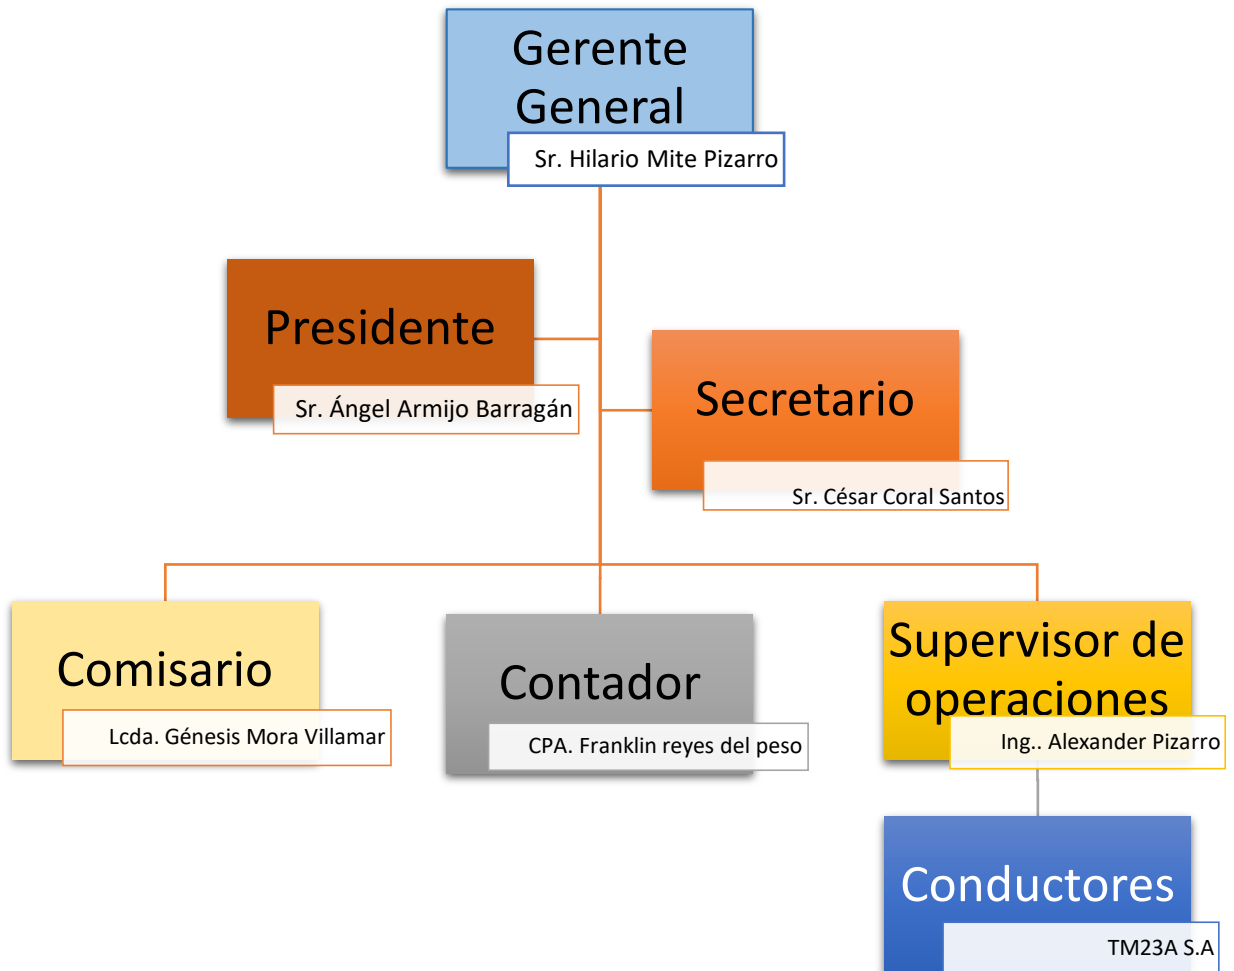 Gerente
General
Sr. Hilario Mite Pizarro
Presidente
Sr. Ángel Armijo Barragán
Secretario
Sr. César Coral Santos
Comisario
Lcda. Génesis Mora Villamar
Contador
CPA. Franklin reyes del peso
Supervisor de
operaciones
Ing.. Alexander Pizarro
Conductores
TM23A S.A